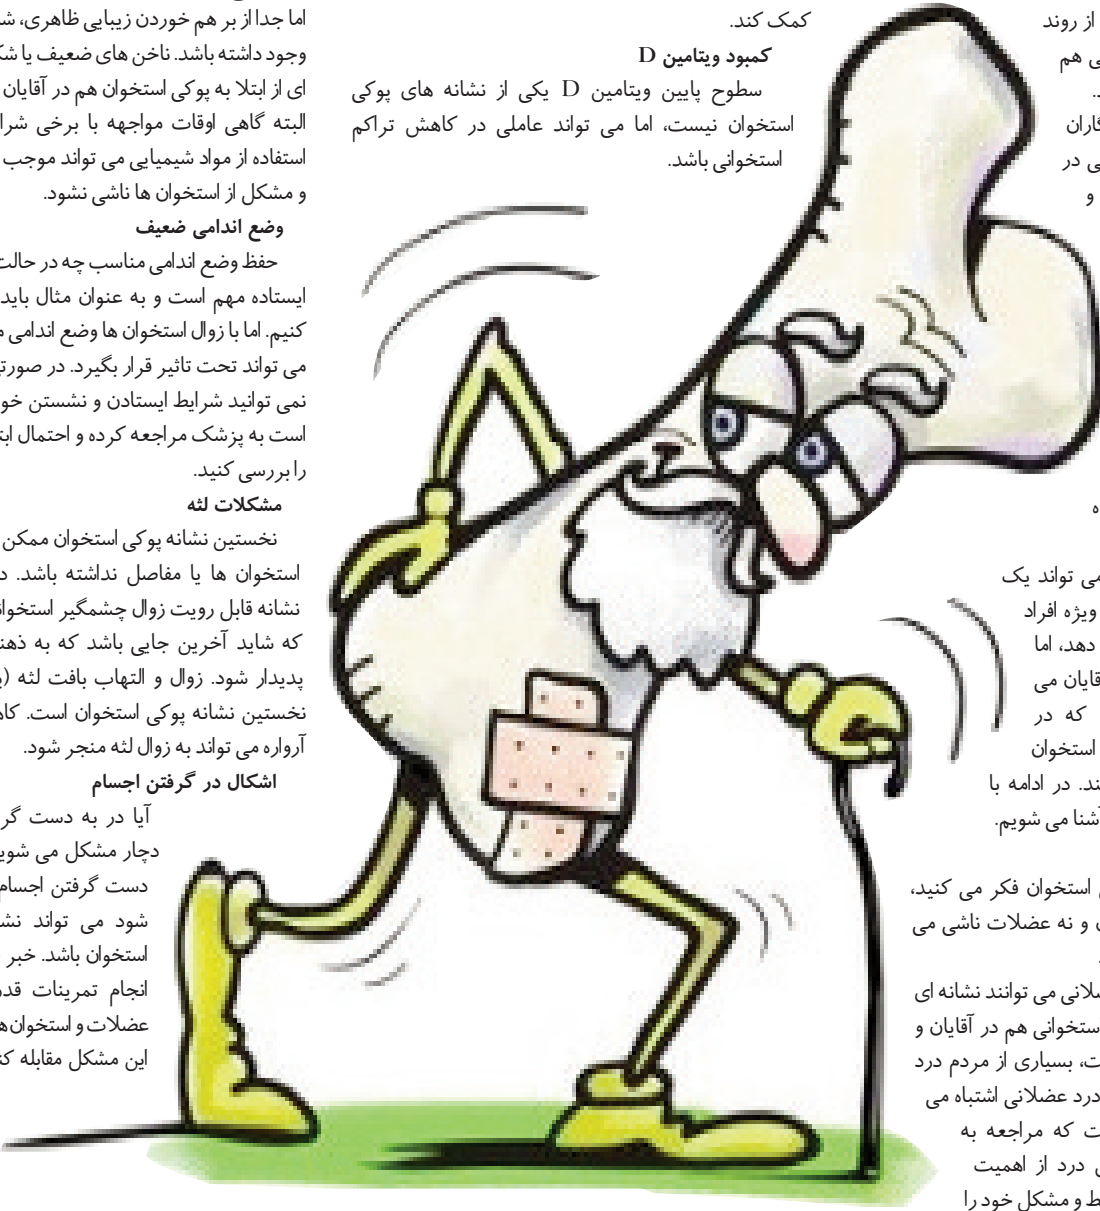 از روند
ی هم
گاران
ی در
و
ه
می تواند یک
ویژه افراد
دهد، اما
قایان می
که در
استخوان
ند. در ادامه با
آشنا می شویم.
استخوان فکر می کنید،
و نه عضلات ناشی می
ضلانی می توانند نشانه ای
استخوانی هم در آقایان و
ت، بسیاری از مردم درد
درد عضلانی اشتباه می
ت که مراجعه به
درد از اهمیت
ط و مشکل خود را
کمک کند.
کمبود ویتامین D
سطوح پایین ویتامین D یکی از نشانه های پوکی
استخوان نیست، اما می تواند عاملی در کاهش تراکم
استخوانی باشد.
اما جدا از بر هم خوردن زیبایی ظاهری، ش
وجود داشته باشد. ناخن های ضعیف یا شک
ای از ابتلا به پوکی استخوان هم در آقایان
البته گاهی اوقات مواجهه با برخی شرا
استفاده از مواد شیمیایی می تواند موجب
و مشکل از استخوان ها ناشی نشود.
وضع اندامی ضعیف
حفظ وضع اندامی مناسب چه در حالت
ایستاده مهم است و به عنوان مثال باید
کنیم. اما با زوال استخوان ها وضع اندامی م
می تواند تحت تاثیر قرار بگیرد. در صورتی
نمی توانید شرایط ایستادن و نشستن خو
است به پزشک مراجعه کرده و احتمال ابت
را بررسی کنید.
مشکلات لثه
نخستین نشانه پوکی استخوان ممکن
استخوان ها یا مفاصل نداشته باشد. د
نشانه قابل رویت زوال چشمگیر استخوان
که شاید آخرین جایی باشد که به ذهن
پدیدار شود. زوال و التهاب بافت لثه (پ
نخستین نشانه پوکی استخوان است. کاه
آرواره می تواند به زوال لثه منجر شود.
اشکال در گرفتن اجسام
آیا در به دست گر
دچار مشکل می شوی
دست گرفتن اجسام
شود می تواند نش
استخوان باشد. خبر
انجام تمرینات قد
عضلات و استخوان ها
این مشکل مقابله کن